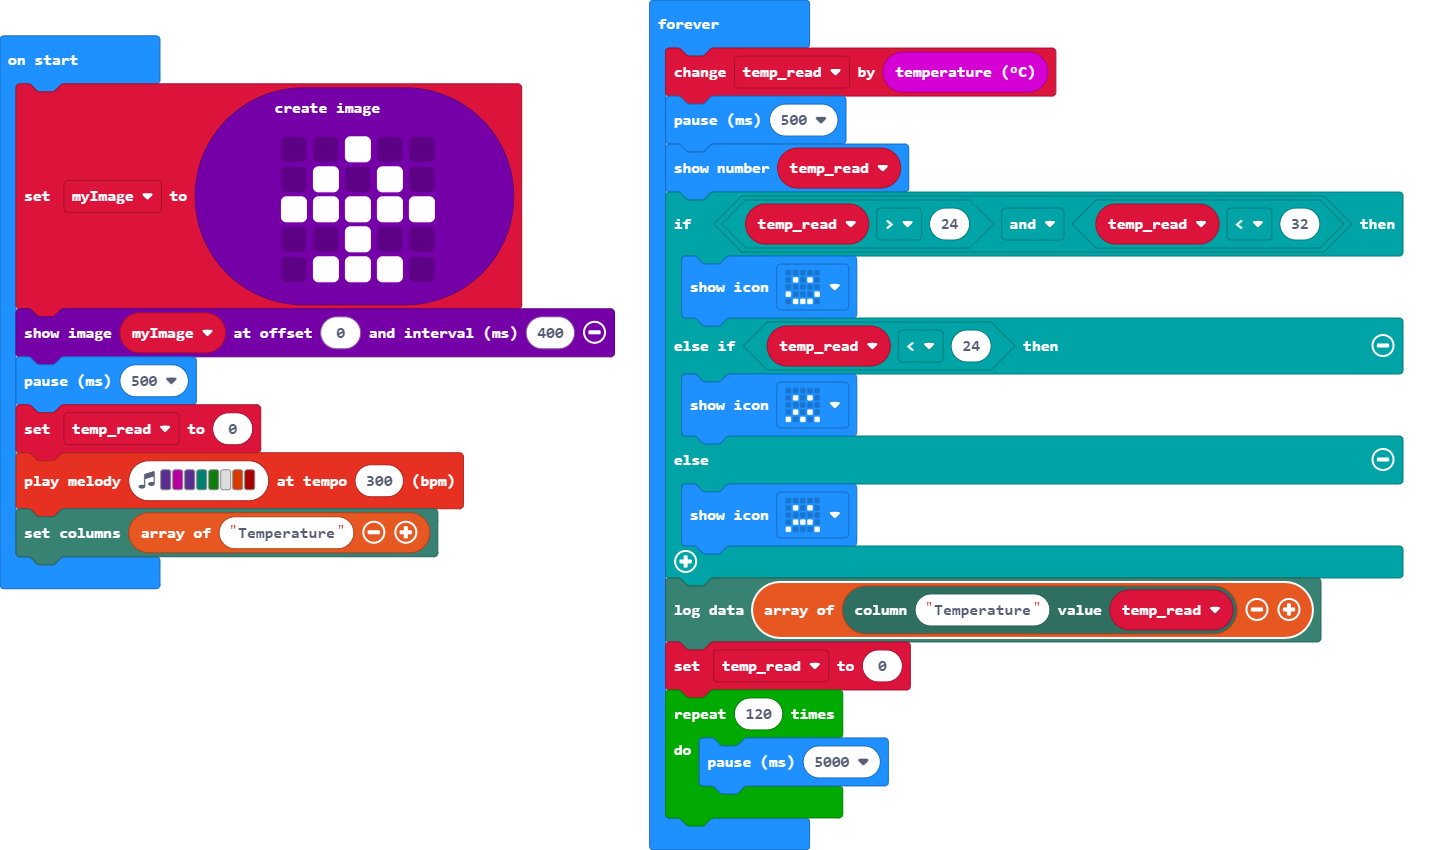 on start
create image
set myImage to
show image myImage at offset 0 and interval (ms) 400
pause (ms) 500
set temp_read to 0
play melody at tempo 300 (bpm)
set columns array of "Temperature"
forever
change temp_read by temperature (°C)
pause (ms) 500
show number temp_read
if temp_read > 24 and temp_read < 32 then
show icon
else if temp_read < 24 then
show icon
else
show icon
log data array of column "Temperature" value temp_read
set temp_read to 0
repeat 120 times
do
pause (ms) 5000